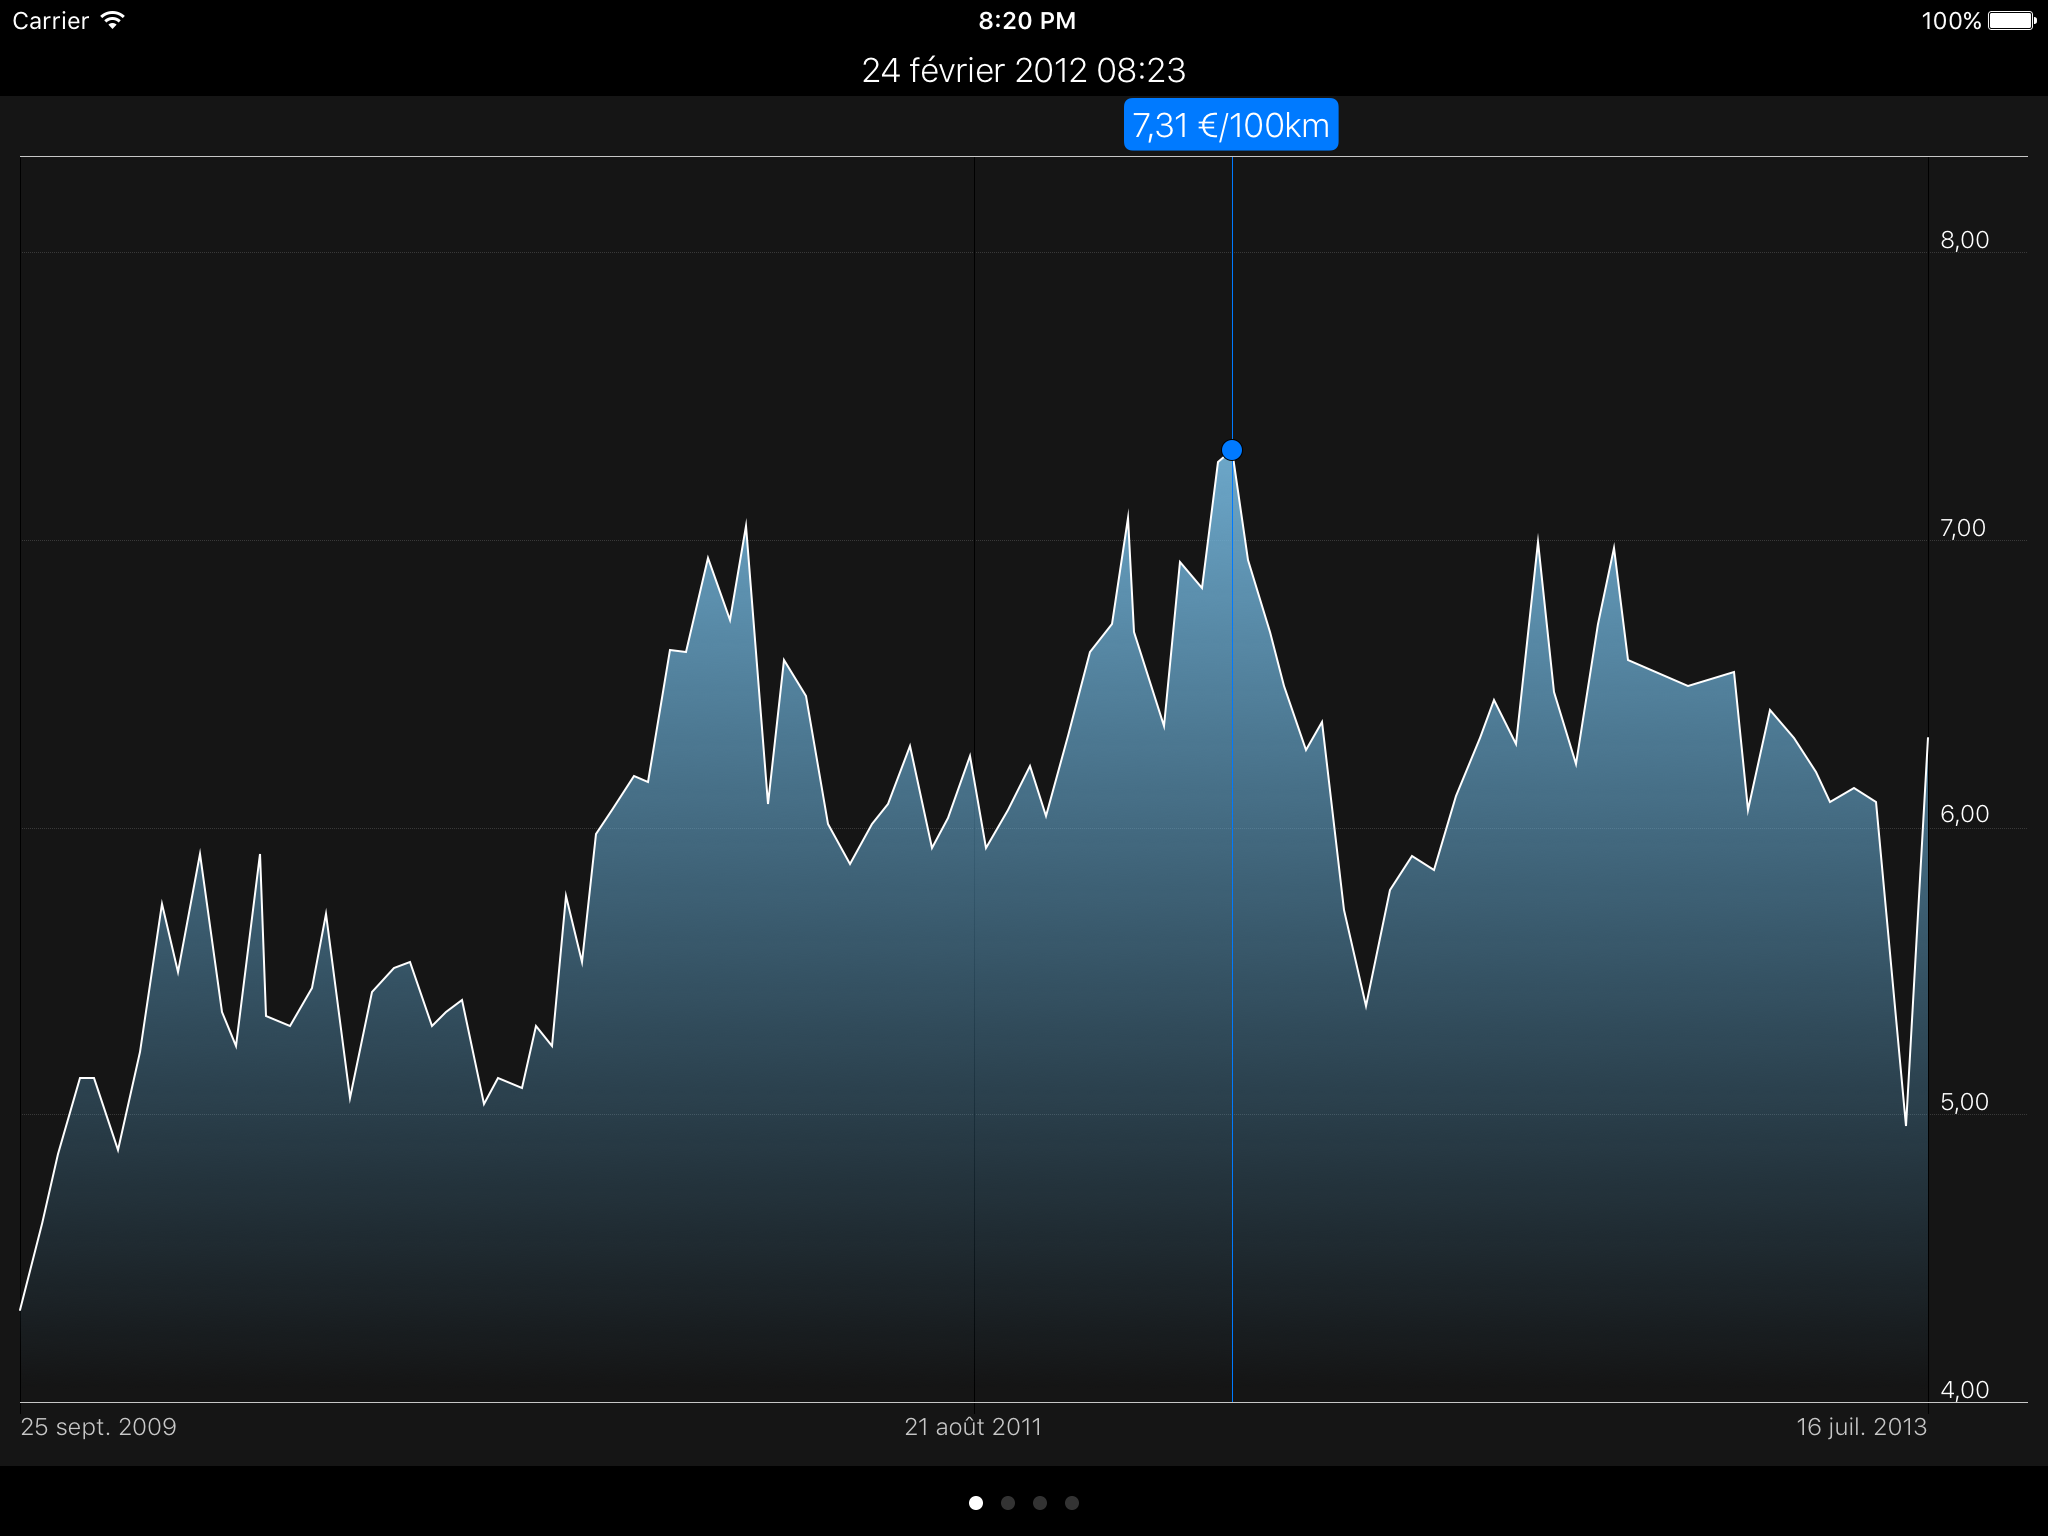 Carrier 8:20 PM 100%
24 février 2012 08:23
7,31 €/100km
8,00
7,00
6,00
5,00
4,00
25 sept. 2009 21 août 2011 16 juil. 2013